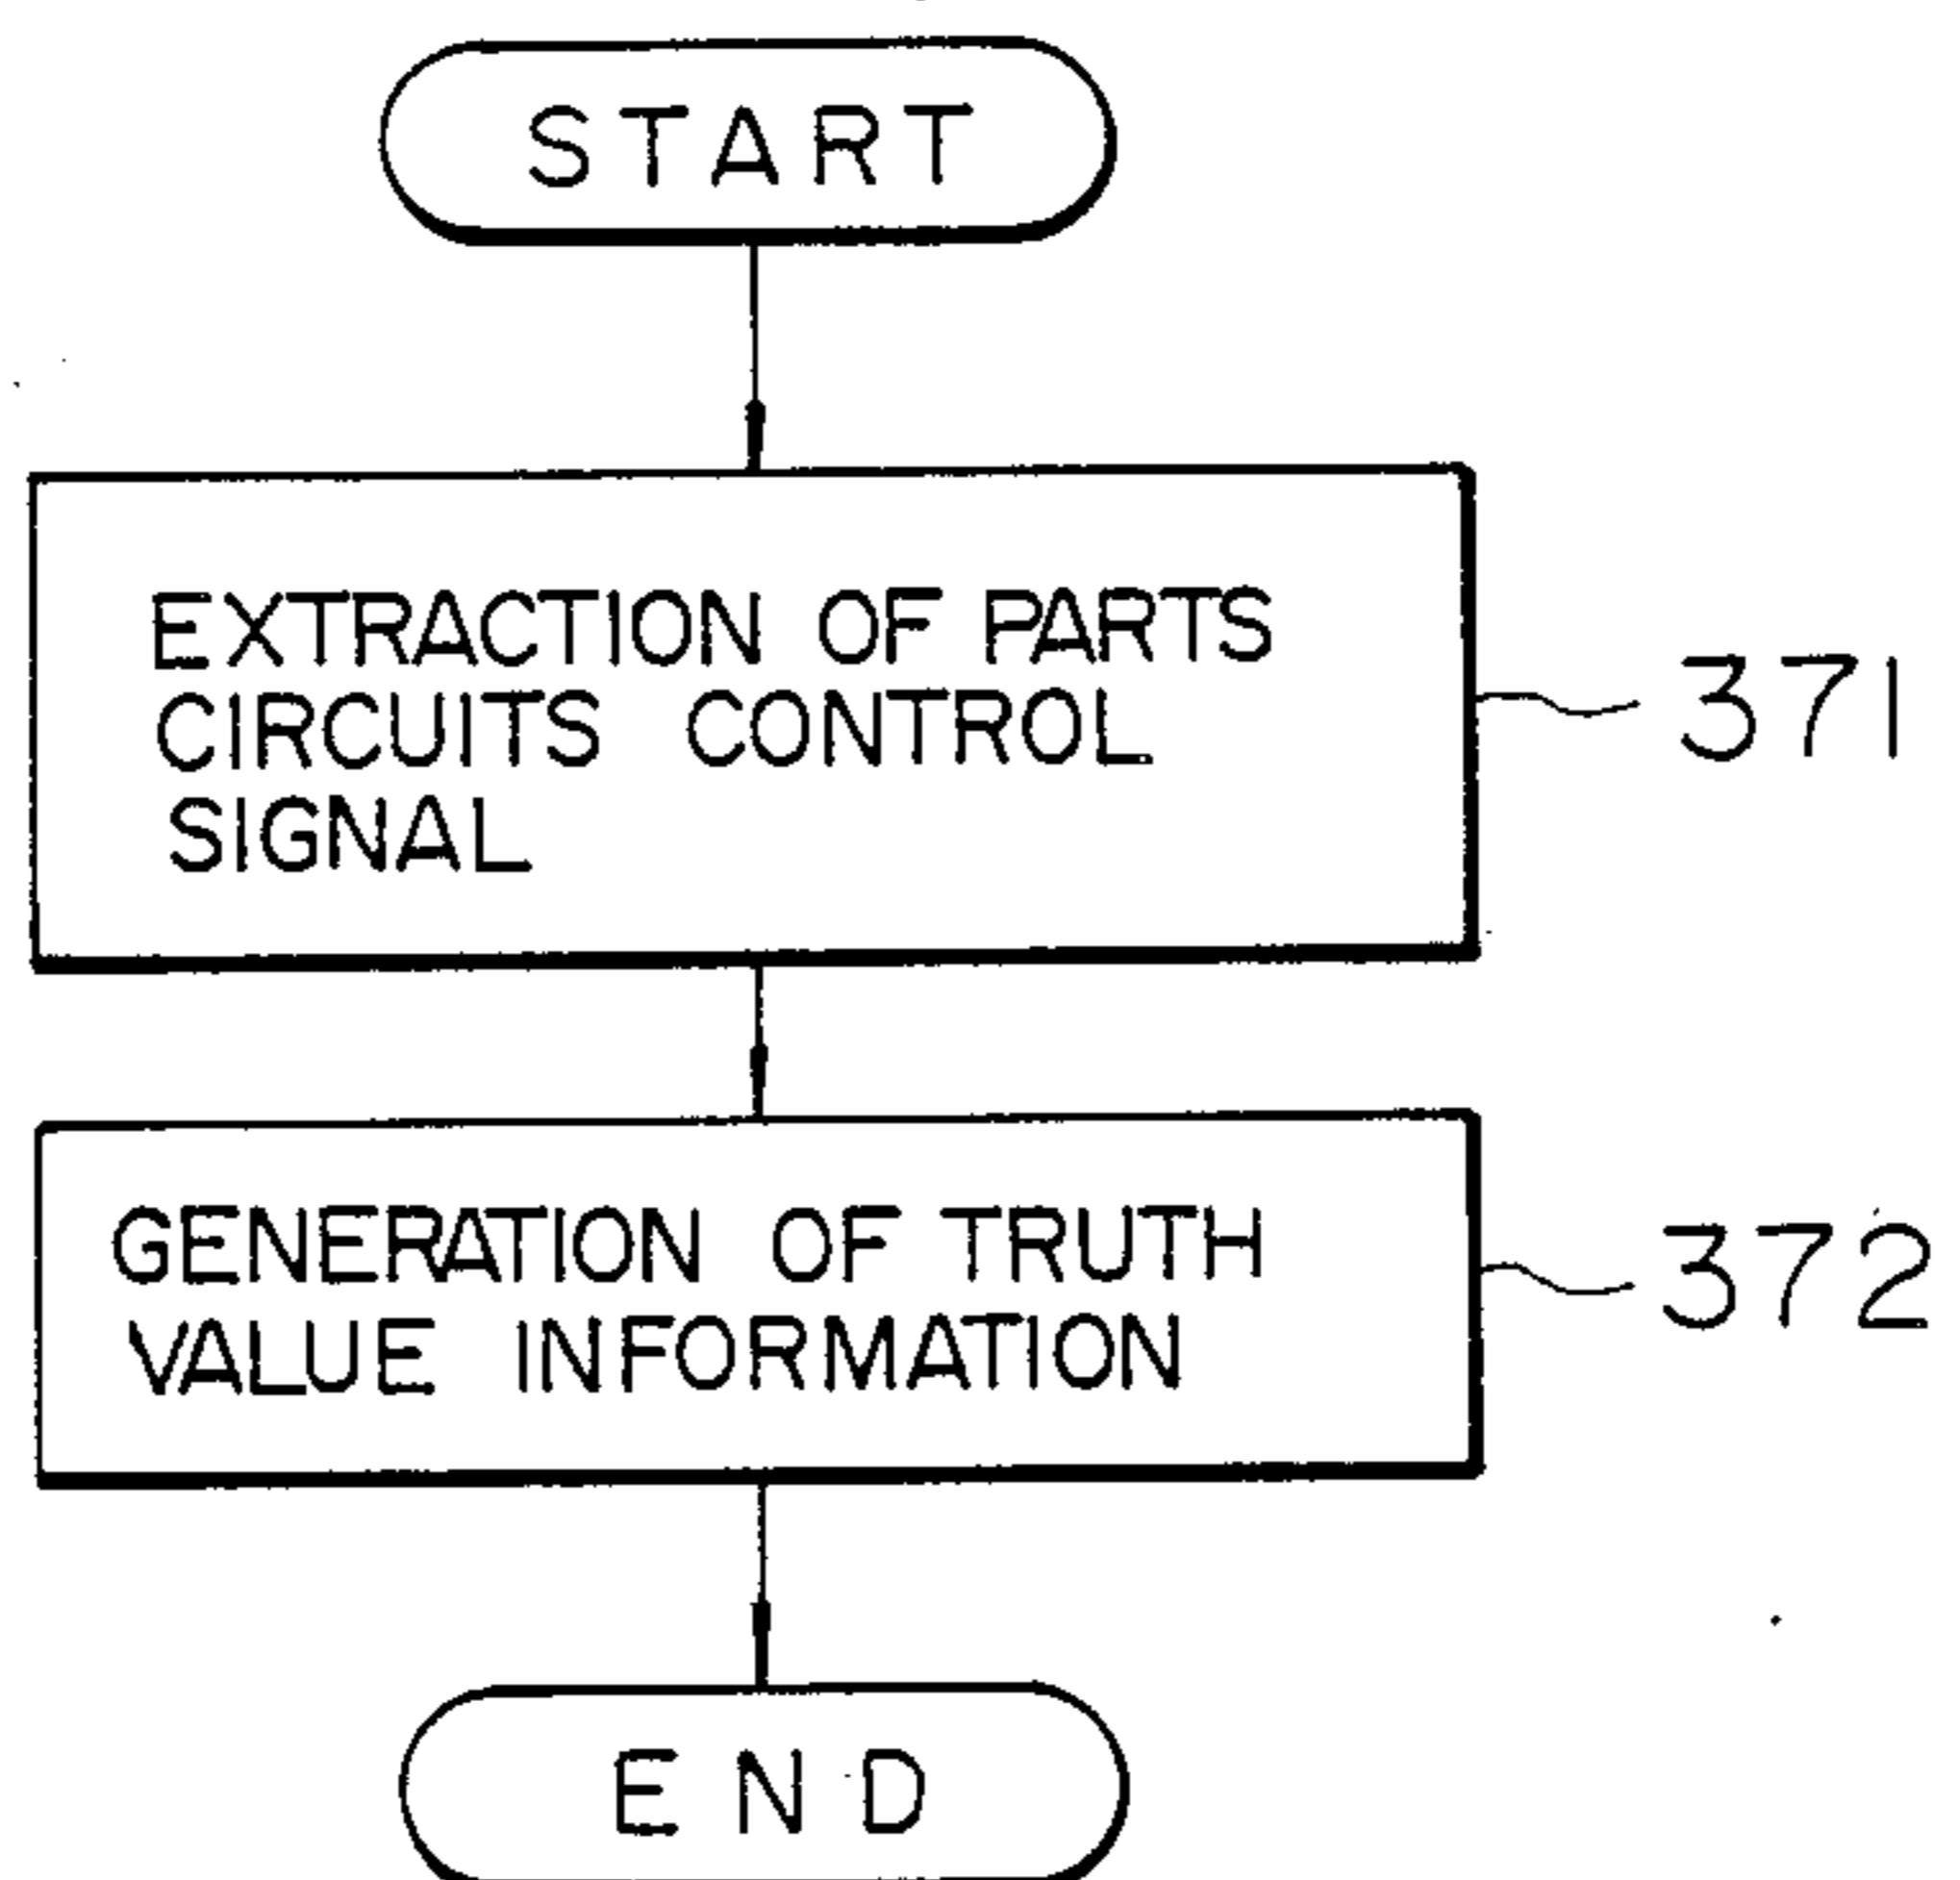 START
EXTRACTION OF PARTS
CIRCUITS CONTROL
SIGNAL
371
GENERATION OF TRUTH
VALUE INFORMATION
372
END